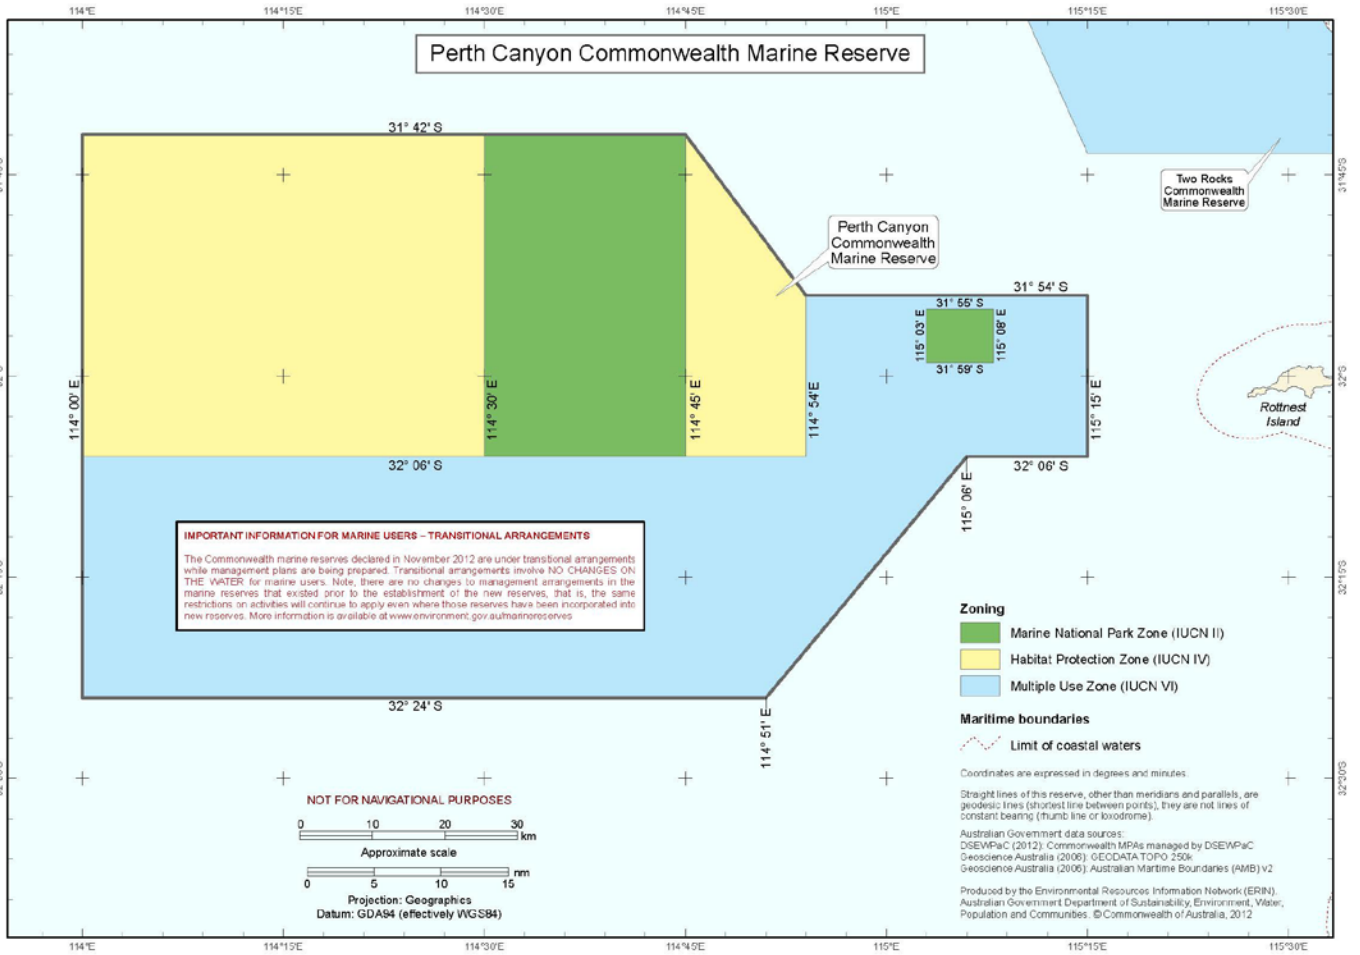 114°E 114°15'E 114°30'E 114°45'E 115°E 115°15'E 115°30'E
Perth Canyon Commonwealth Marine Reserve
31° 42' S
31°45'S
Two Rocks
Commonwealth
Marine Reserve
Perth Canyon
Commonwealth
Marine Reserve
31° 54' S
31° 55' S
115° 03' E
115° 08' E
31° 59' S
32°S
114° 00' E
114° 30' E
114° 45' E
114° 54'E
115° 15' E
Rottnest
Island
32° 06' S
32° 06' S
115° 06' E
IMPORTANT INFORMATION FOR MARINE USERS – TRANSITIONAL ARRANGEMENTS
The Commonwealth marine reserves declared in November 2012 are under transitional arrangements
while management plans are being prepared. Transitional arrangements involve NO CHANGES ON
THE WATER for marine users. Note, there are no changes to management arrangements in the
marine reserves that existed prior to the establishment of the new reserves, that is, the same
restrictions on activities will continue to apply even where those reserves have been incorporated into
new reserves. More information is available at www.environment.gov.au/marinereserves
32°15'S
32° 24' S
114° 51' E
Zoning
Marine National Park Zone (IUCN II)
Habitat Protection Zone (IUCN IV)
Multiple Use Zone (IUCN VI)
Maritime boundaries
Limit of coastal waters
32°30'S
Coordinates are expressed in degrees and minutes.
Straight lines of this reserve, other than meridians and parallels, are
geodesic lines (shortest line between points), they are not lines of
constant bearing (rhumb line or loxodrome).
Australian Government data sources:
DSEWPaC (2012): Commonwealth MPAs managed by DSEWPaC
Geoscience Australia (2006): GEODATA TOPO 250k
Geoscience Australia (2006): Australian Maritime Boundaries (AMB) v2
Produced by the Environmental Resources Information Network (ERIN).
Australian Government Department of Sustainability, Environment, Water,
Population and Communities. © Commonwealth of Australia, 2012
NOT FOR NAVIGATIONAL PURPOSES
0 10 20 30
km
Approximate scale
nm
0 5 10 15
Projection: Geographics
Datum: GDA94 (effectively WGS84)
114°E 114°15'E 114°30'E 114°45'E 115°E 115°15'E 115°30'E